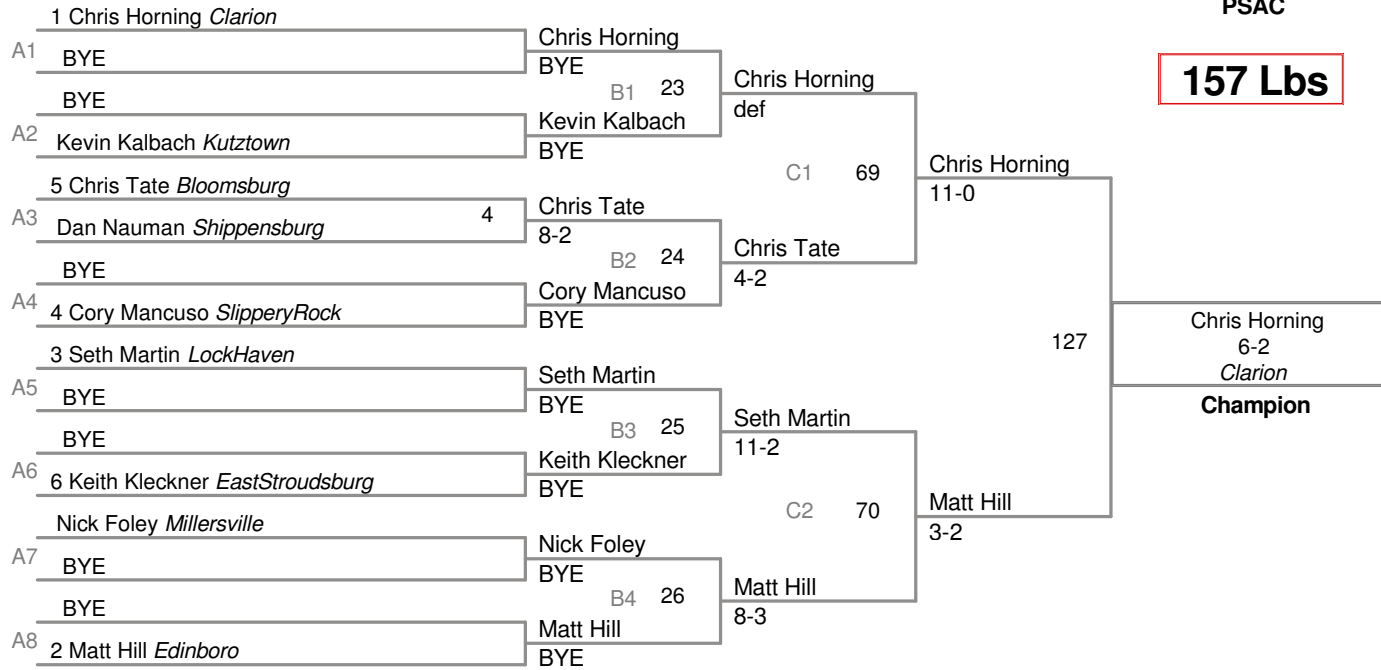 PSAC
157 Lbs
1 Chris Horning Clarion
A1
BYE
BYE
A2
Kevin Kalbach Kutztown
5 Chris Tate Bloomsburg
A3
4
Dan Nauman Shippensburg
BYE
A4
4 Cory Mancuso SlipperyRock
3 Seth Martin LockHaven
A5
BYE
BYE
A6
6 Keith Kleckner EastStroudsburg
Nick Foley Millersville
A7
BYE
BYE
A8
2 Matt Hill Edinboro
Chris Horning
BYE
B1 23
Kevin Kalbach
BYE
Chris Tate
8-2
B2 24
Cory Mancuso
BYE
Seth Martin
BYE
B3 25
Keith Kleckner
BYE
Nick Foley
BYE
B4 26
Matt Hill
BYE
Chris Horning
def
C1 69
Chris Tate
4-2
Seth Martin
11-2
C2 70
Matt Hill
8-3
Chris Horning
11-0
127
Matt Hill
3-2
Chris Horning
6-2
Clarion
Champion